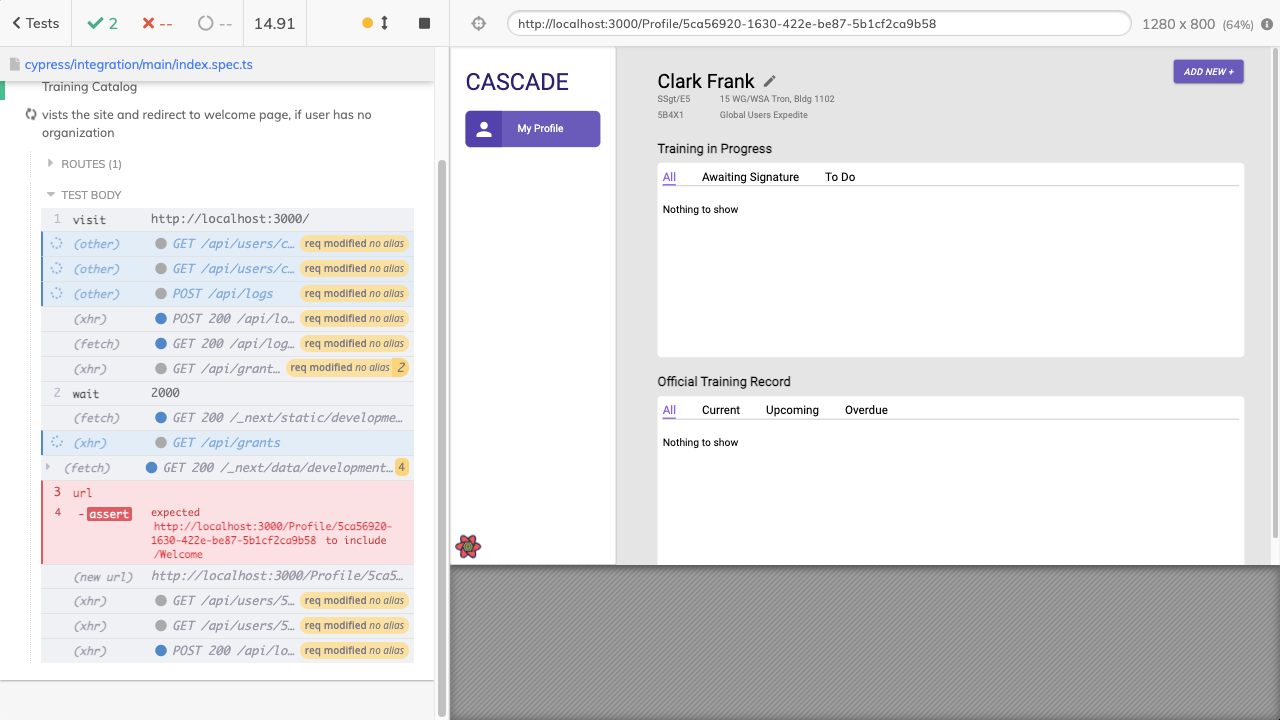 Tests
2
--
--
14.91
http://localhost:3000/Profile/5ca56920-1630-422e-be87-5b1cf2ca9b58
1280 x 800 (64%)
cypress/integration/main/index.spec.ts
Training Catalog
vists the site and redirect to welcome page, if user has no
organization
ROUTES (1)
TEST BODY
1 visit http://localhost:3000/
(other) GET /api/users/c... req modified no alias
(other) GET /api/users/c... req modified no alias
(other) POST /api/logs req modified no alias
(xhr) POST 200 /api/lo... req modified no alias
(fetch) GET 200 /api/log... req modified no alias
(xhr) GET /api/grant... req modified no alias 2
2 wait 2000
(fetch) GET 200 /_next/static/developme...
(xhr) GET /api/grants
(fetch) GET 200 /_next/data/development... 4
3 url
4 - assert expected
http://localhost:3000/Profile/5ca56920-
1630-422e-be87-5b1cf2ca9b58 to include
/Welcome
(new url) http://localhost:3000/Profile/5ca5...
(xhr) GET /api/users/5... req modified no alias
(xhr) GET /api/users/5... req modified no alias
(xhr) POST 200 /api/lo... req modified no alias
CASCADE
My Profile
ADD NEW +
Clark Frank
SSgt/E5 15 WG/WSA Tron, Bldg 1102
5B4X1 Global Users Expedite
Training in Progress
All Awaiting Signature To Do
Nothing to show
Official Training Record
All Current Upcoming Overdue
Nothing to show